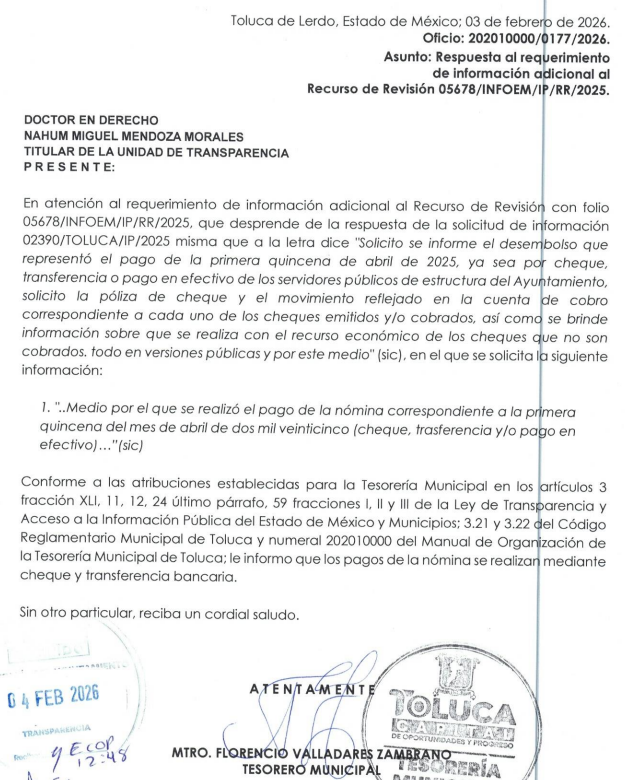 Toluca de Lerdo, Estado de México; 03 de febrero de 2026.
Oficio: 202010000/0177/2026.
Asunto: Respuesta al requerimiento
de información adicional al
Recurso de Revisión 05678/INFOEM/IP/RR/2025.
DOCTOR EN DERECHO
NAHUM MIGUEL MENDOZA MORALES
TITULAR DE LA UNIDAD DE TRANSPARENCIA
P R E S E N T E:
En atención al requerimiento de información adicional al Recurso de Revisión con folio
05678/INFOEM/IP/RR/2025, que desprende de la respuesta de la solicitud de información
02390/TOLUCA/IP/2025 misma que a la letra dice "Solicito se informe el desembolso que
representó el pago de la primera quincena de abril de 2025, ya sea por cheque,
transferencia o pago en efectivo de los servidores públicos de estructura del Ayuntamiento,
solicito la póliza de cheque y el movimiento reflejado en la cuenta de cobro
correspondiente a cada uno de los cheques emitidos y/o cobrados, así como se brinde
información sobre que se realiza con el recurso económico de los cheques que no son
cobrados, todo en versiones públicas y por este medio" (sic), en el que se solicita la siguiente
información:
1. "..Medio por el que se realizó el pago de la nómina correspondiente a la primera
quincena del mes de abril de dos mil veinticinco (cheque, trasferencia y/o pago en
efectivo)..."(sic)
Conforme a las atribuciones establecidas para la Tesorería Municipal en los artículos 3
fracción XLI, 11, 12, 24 último párrafo, 59 fracciones I, II y III de la Ley de Transparencia y
Acceso a la Información Pública del Estado de México y Municipios; 3.21 y 3.22 del Código
Reglamentario Municipal de Toluca y numeral 202010000 del Manual de Organización de
la Tesorería Municipal de Toluca; le informo que los pagos de la nómina se realizan mediante
cheque y transferencia bancaria.
Sin otro particular, reciba un cordial saludo.
04 FEB 2026
TRANSPARENCIA
12:48
A T E N T A M E N T E
MTRO. FLORENCIO VALLADARES ZAMBRANO
TESORERO MUNICIPAL
TOLUCA
CAPITAL
DE OPORTUNIDADES Y PROGRESO
TESORERÍA